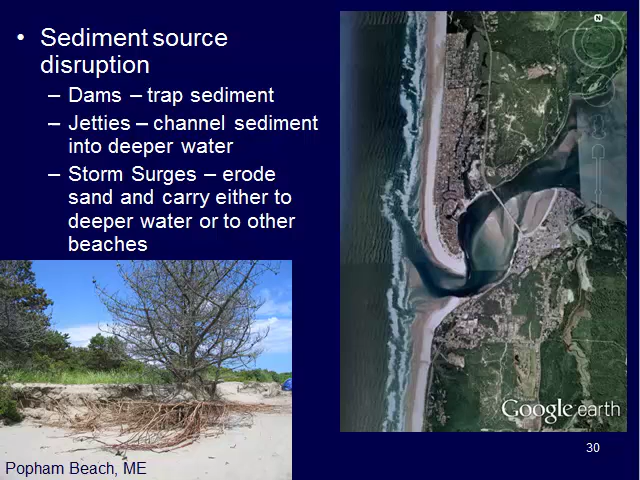 • Sediment source
disruption
– Dams – trap sediment
– Jetties – channel sediment
into deeper water
– Storm Surges – erode
sand and carry either to
deeper water or to other
beaches
N
Google earth
Popham Beach, ME
30